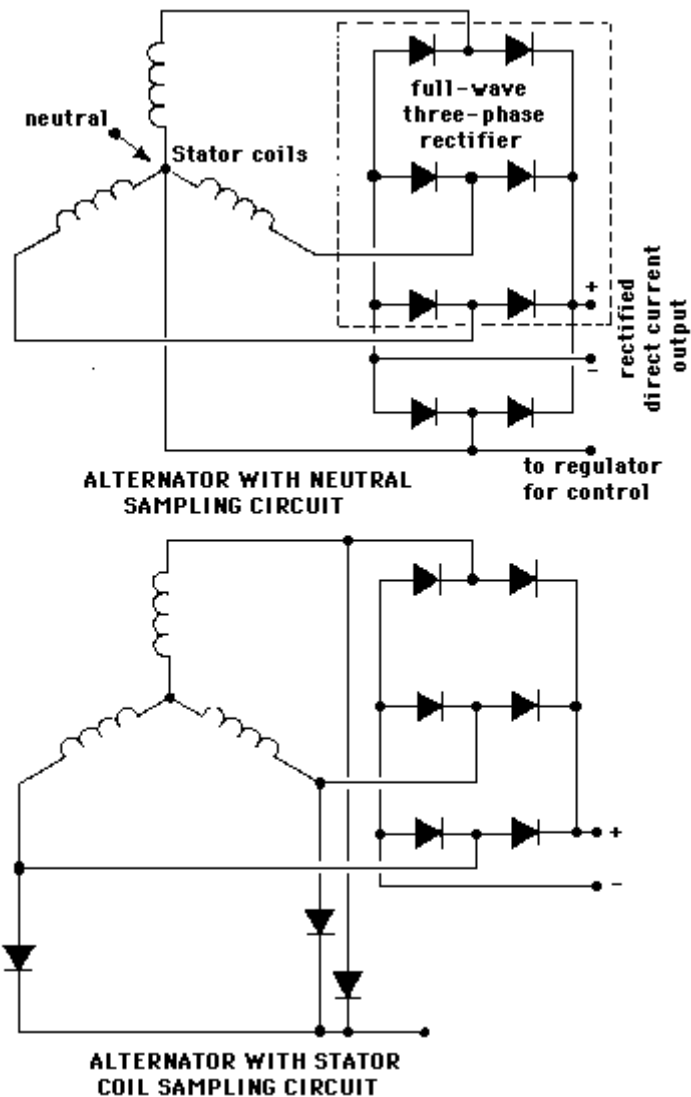 full-wave
three-phase
rectifier
neutral
Stator coils
+
-
rectified
direct current
output
to regulator
for control
ALTERNATOR WITH NEUTRAL
SAMPLING CIRCUIT
+
-
ALTERNATOR WITH STATOR
COIL SAMPLING CIRCUIT